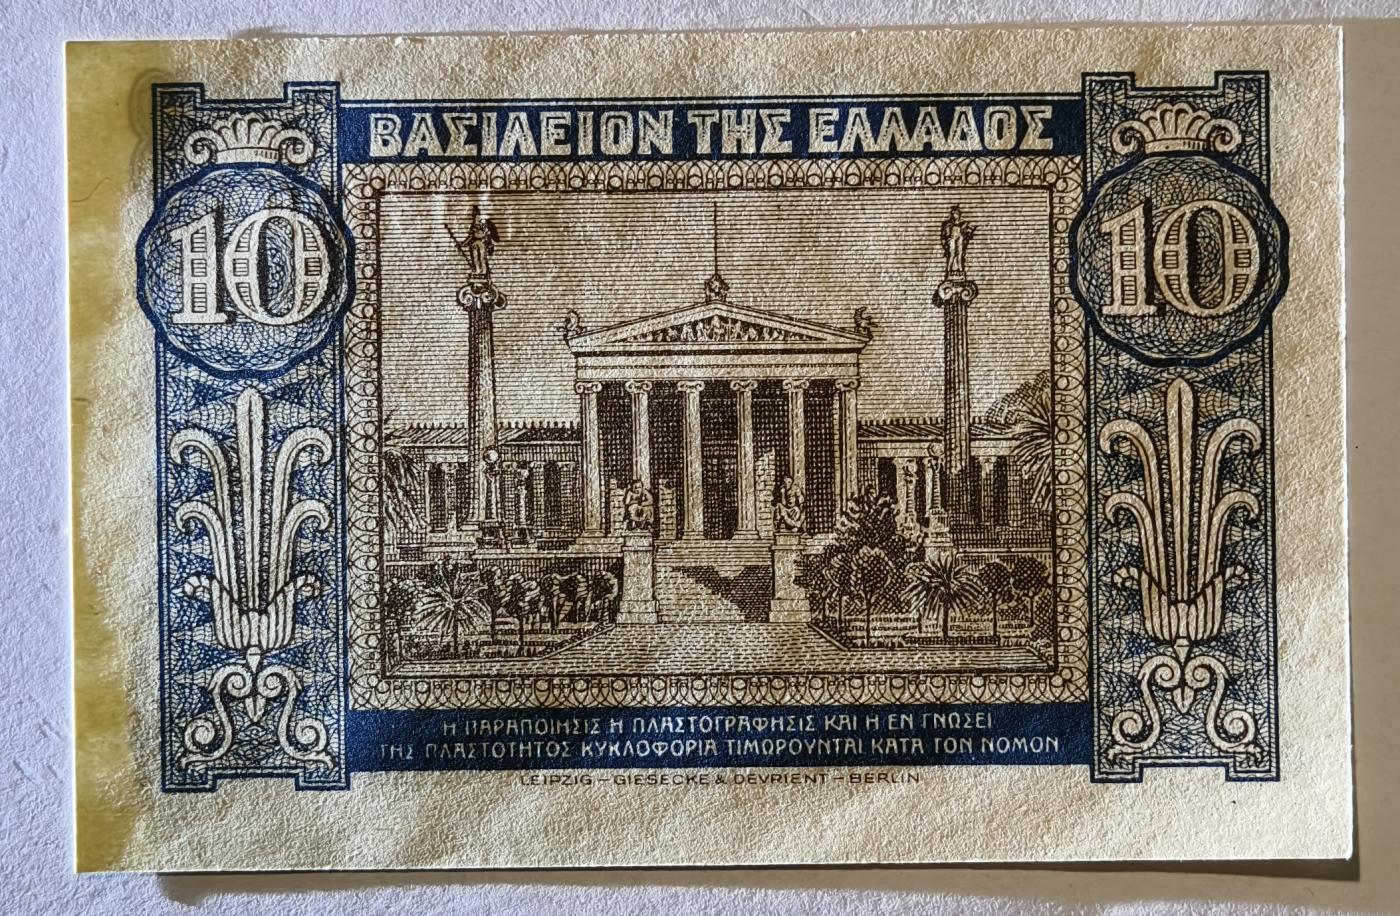 ΒΑΣΙΛΕΙΟΝ ΤΗΣ ΕΛΛΑΔΟΣ
10 10
Η ΠΑΡΑΠΟΙΗΣΙΣ Η ΠΛΑΣΤΟΓΡΑΦΗΣΙΣ ΚΑΙ Η ΕΝ ΓΝΩΣΕΙ
ΤΗΣ ΠΛΑΣΤΟΤΗΤΟΣ ΚΥΚΛΟΦΟΡΙΑ ΤΙΜΩΡΟΥΝΤΑΙ ΚΑΤΑ ΤΟΝ ΝΟΜΟΝ
LEIPZIG – GIESECKE & DEVRIENT – BERLIN